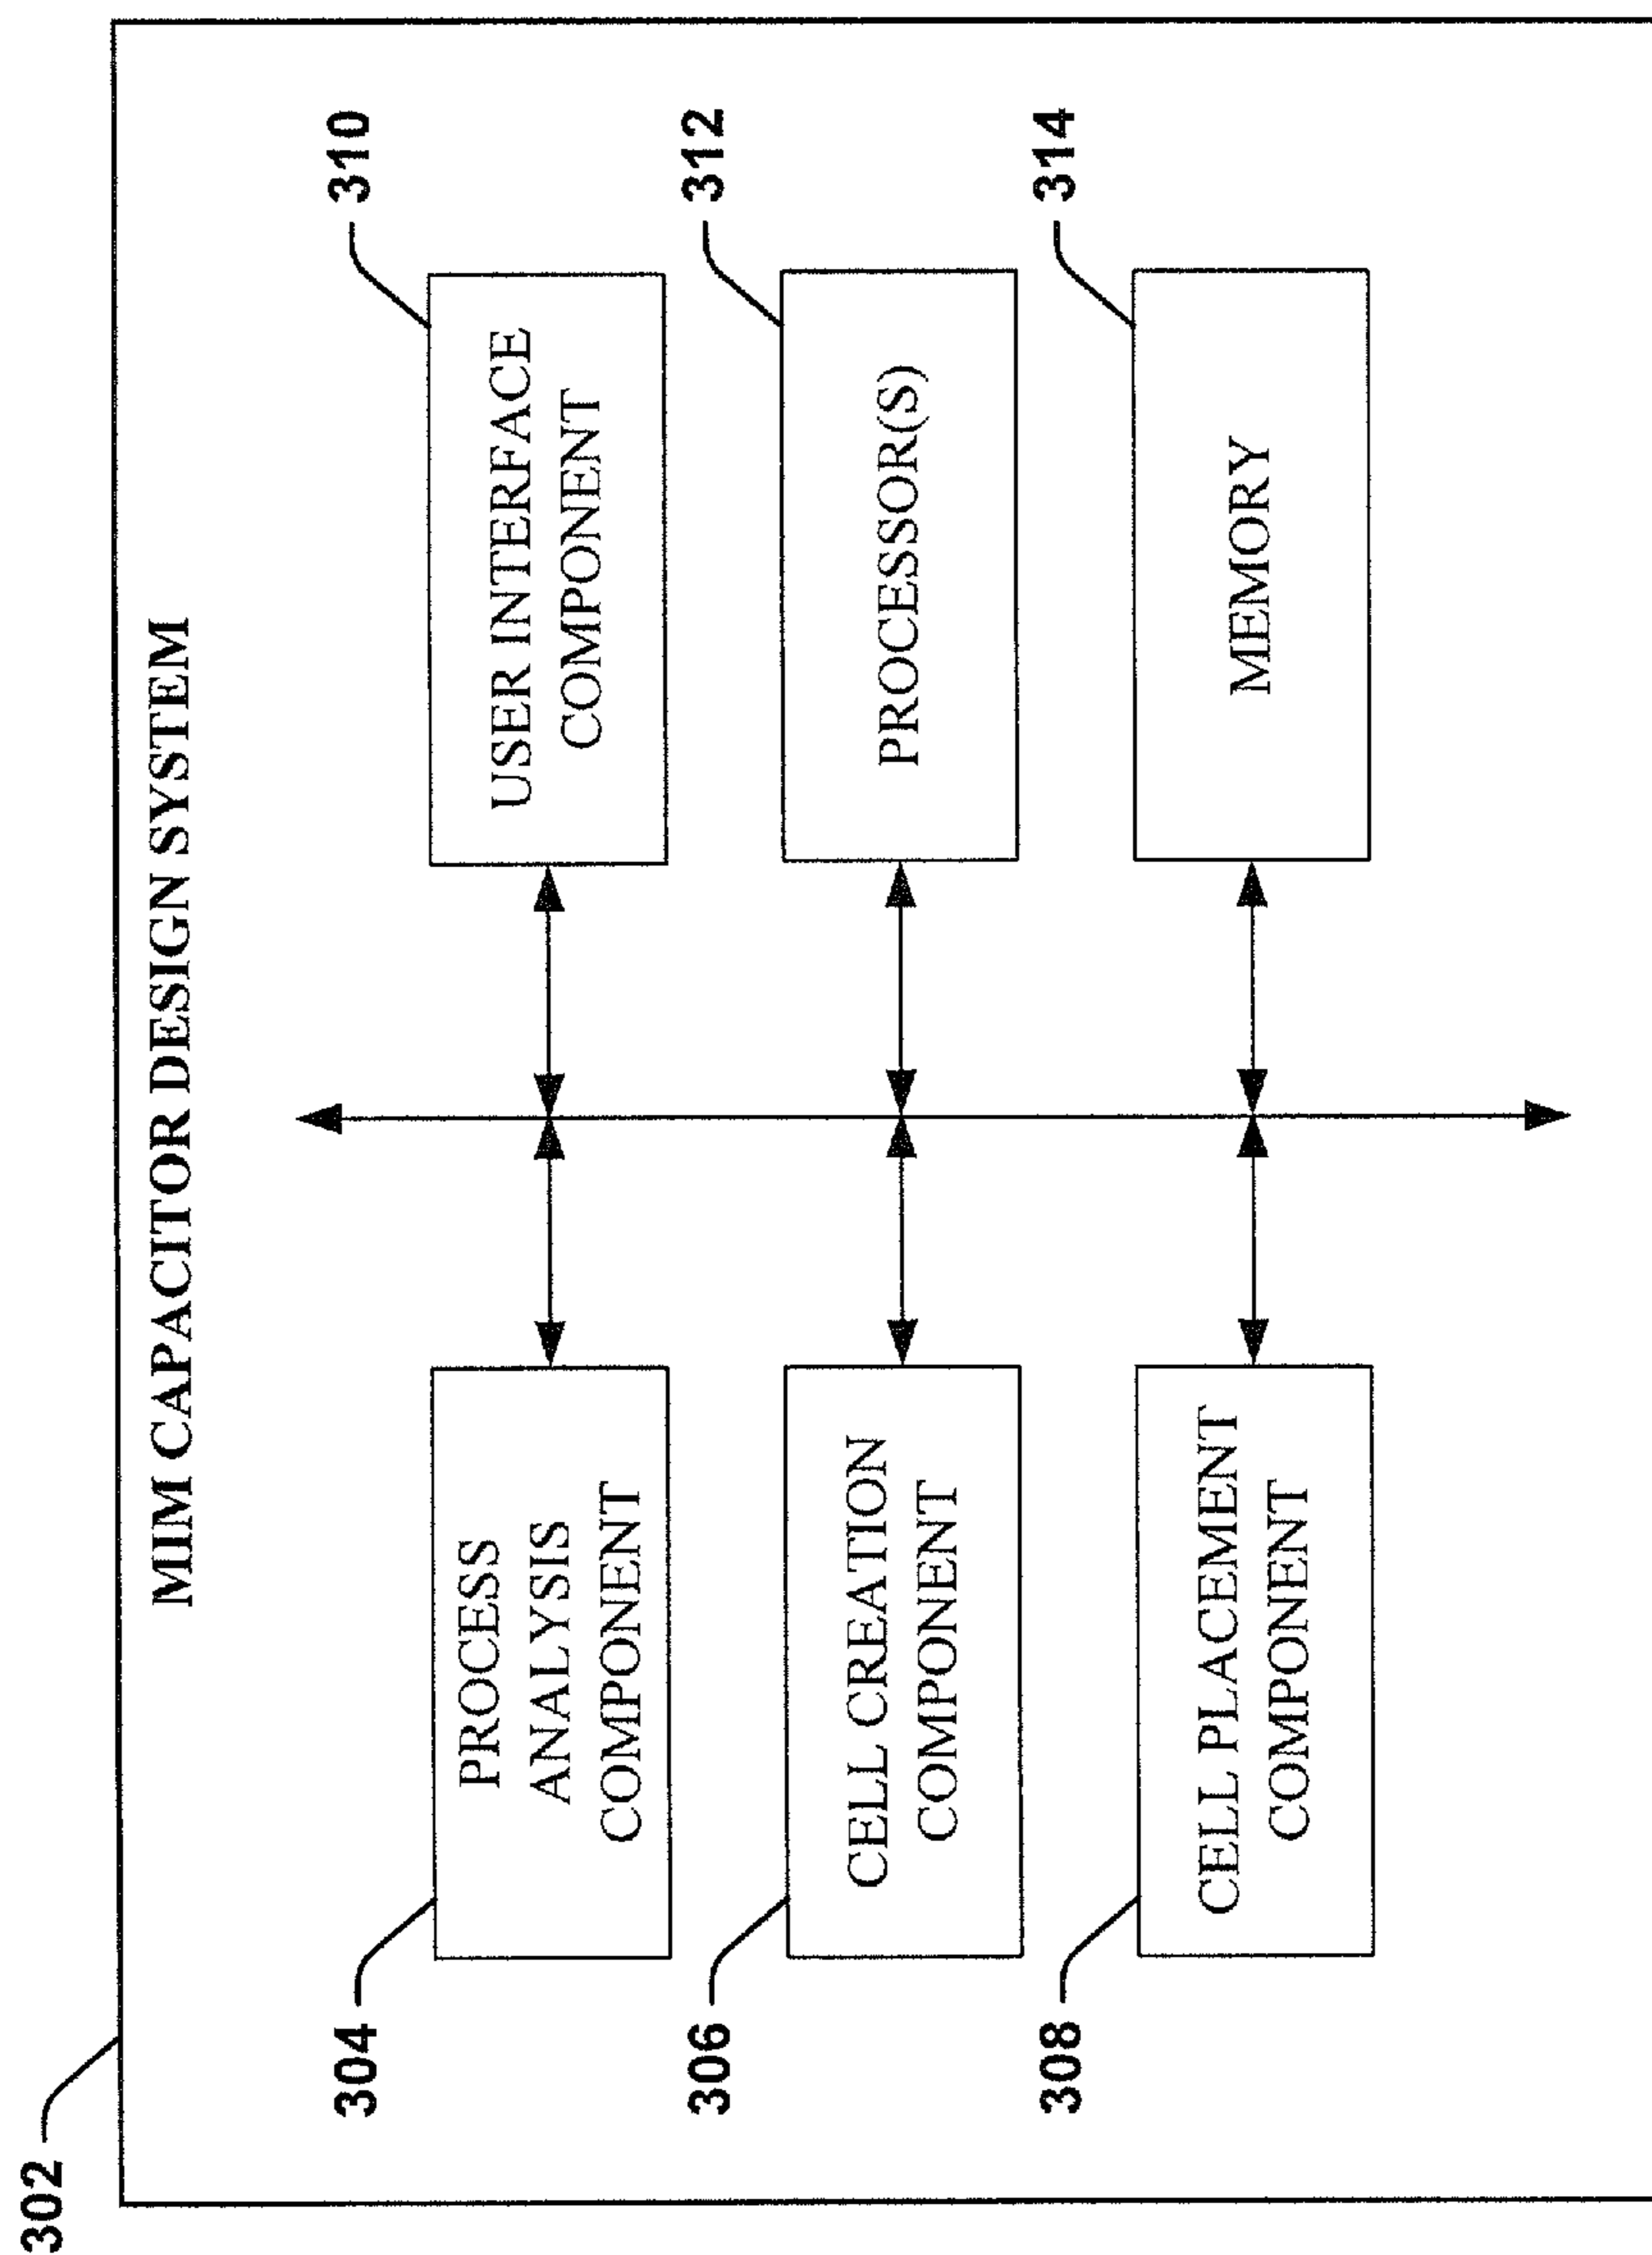 302
MIM CAPACITOR DESIGN SYSTEM
304
PROCESS
ANALYSIS
COMPONENT
310
USER INTERFACE
COMPONENT
306
CELL CREATION
COMPONENT
312
PROCESSOR(S)
308
CELL PLACEMENT
COMPONENT
314
MEMORY